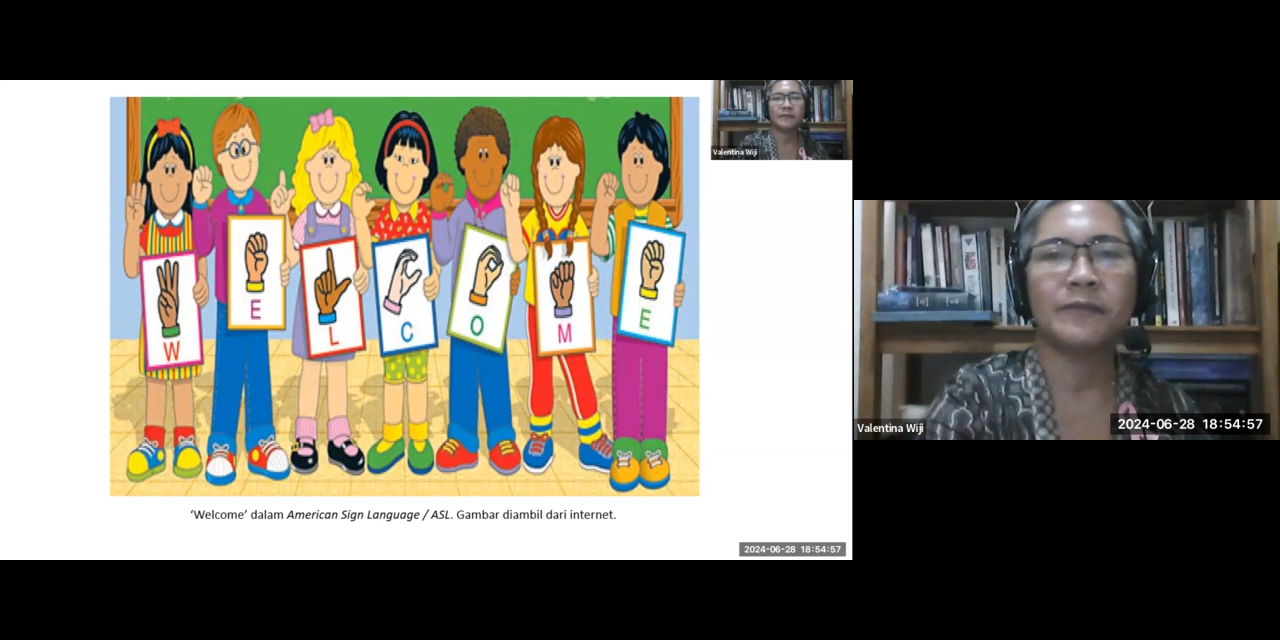 Valentina Wiji
W
E
L
C
O
M
E
'Welcome' dalam American Sign Language / ASL. Gambar diambil dari internet.
2024-06-28 18:54:57
Valentina Wiji
2024-06-28 18:54:57